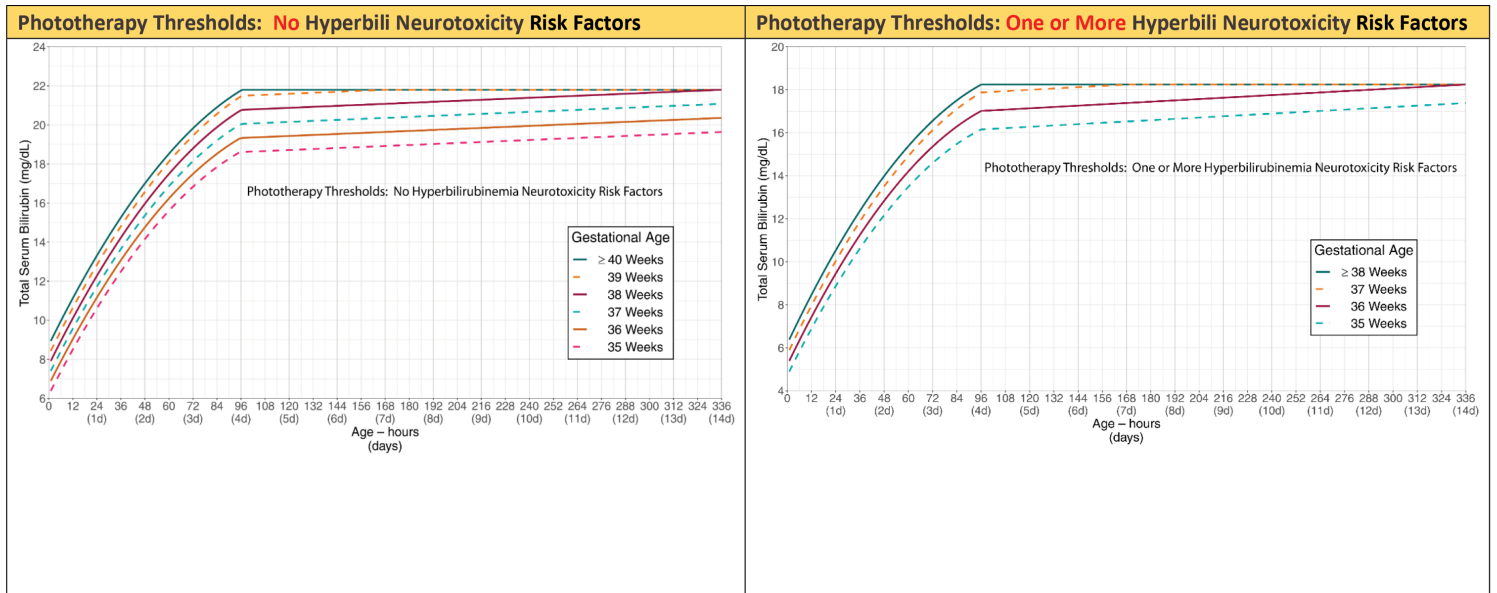 Phototherapy Thresholds: No Hyperbili Neurotoxicity Risk Factors
24
22
20
18
16
14
12
10
8
6
Total Serum Bilirubin (mg/dL)
Phototherapy Thresholds: No Hyperbilirubinemia Neurotoxicity Risk Factors
Gestational Age
≥ 40 Weeks
39 Weeks
38 Weeks
37 Weeks
36 Weeks
35 Weeks
0 12 24 36 48 60 72 84 96 108 120 132 144 156 168 180 192 204 216 228 240 252 264 276 288 300 312 324 336
(1d) (2d) (3d) (4d) (5d) (6d) (7d) (8d) (9d) (10d) (11d) (12d) (13d) (14d)
Age – hours
(days)
Phototherapy Thresholds: One or More Hyperbili Neurotoxicity Risk Factors
20
18
16
14
12
10
8
6
4
Total Serum Bilirubin (mg/dL)
Phototherapy Thresholds: One or More Hyperbilirubinemia Neurotoxicity Risk Factors
Gestational Age
≥ 38 Weeks
37 Weeks
36 Weeks
35 Weeks
0 12 24 36 48 60 72 84 96 108 120 132 144 156 168 180 192 204 216 228 240 252 264 276 288 300 312 324 336
(1d) (2d) (3d) (4d) (5d) (6d) (7d) (8d) (9d) (10d) (11d) (12d) (13d) (14d)
Age – hours
(days)